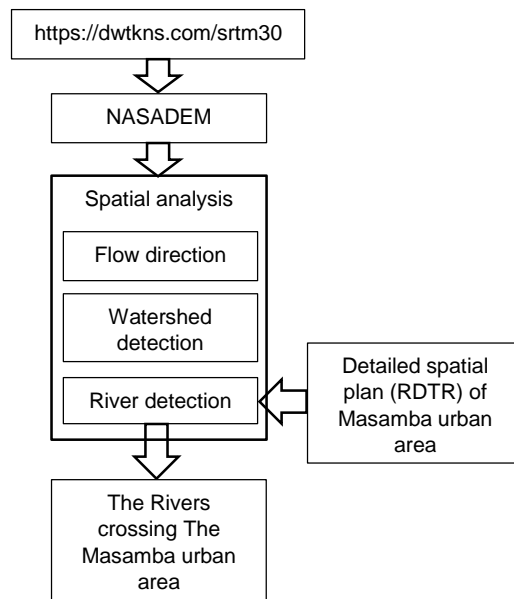 https://dwtkns.com/srtm30
NASADEM
Spatial analysis
Flow direction
Watershed
detection
River detection
Detailed spatial
plan (RDTR) of
Masamba urban
area
The Rivers
crossing The
Masamba urban
area